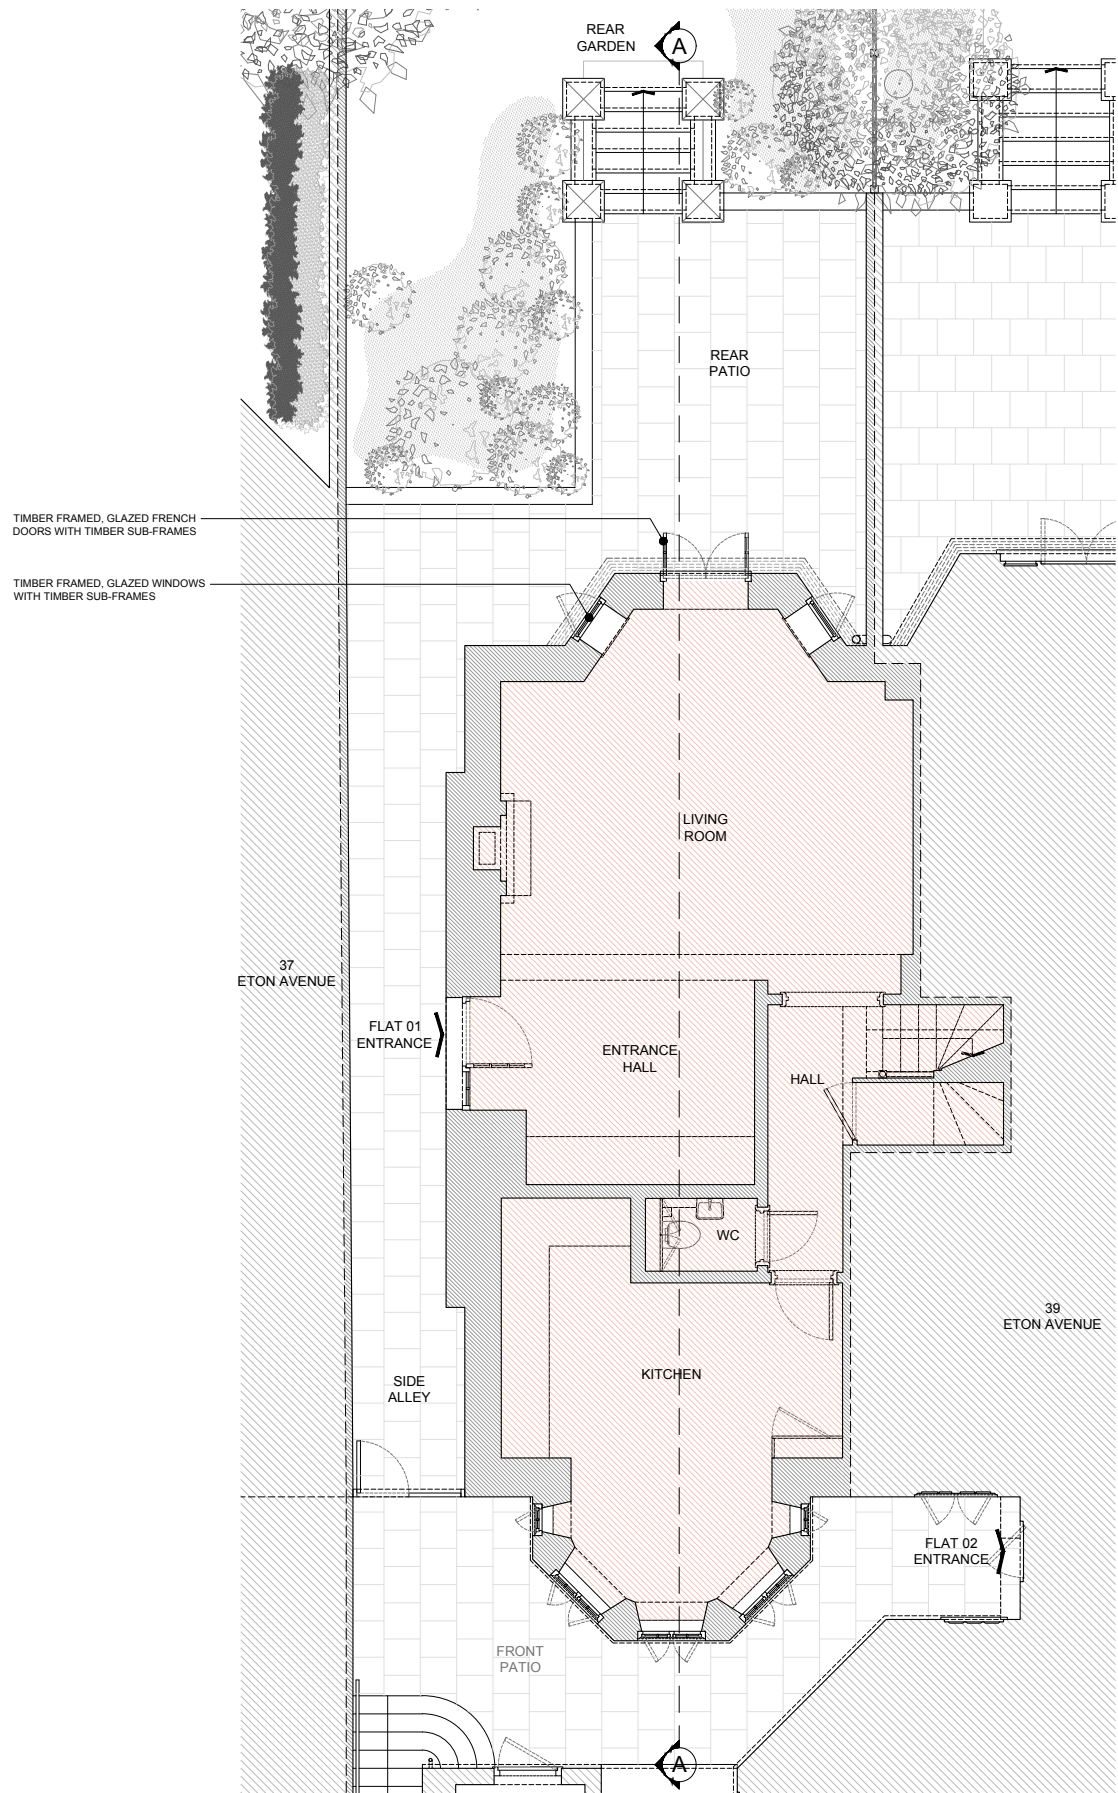 REAR
GARDEN
A
REAR
PATIO
TIMBER FRAMED, GLAZED FRENCH
DOORS WITH TIMBER SUB-FRAMES
TIMBER FRAMED, GLAZED WINDOWS
WITH TIMBER SUB-FRAMES
LIVING
ROOM
37
ETON AVENUE
FLAT 01
ENTRANCE
ENTRANCE
HALL
HALL
WC
39
ETON AVENUE
KITCHEN
SIDE
ALLEY
FLAT 02
ENTRANCE
FRONT
PATIO
A